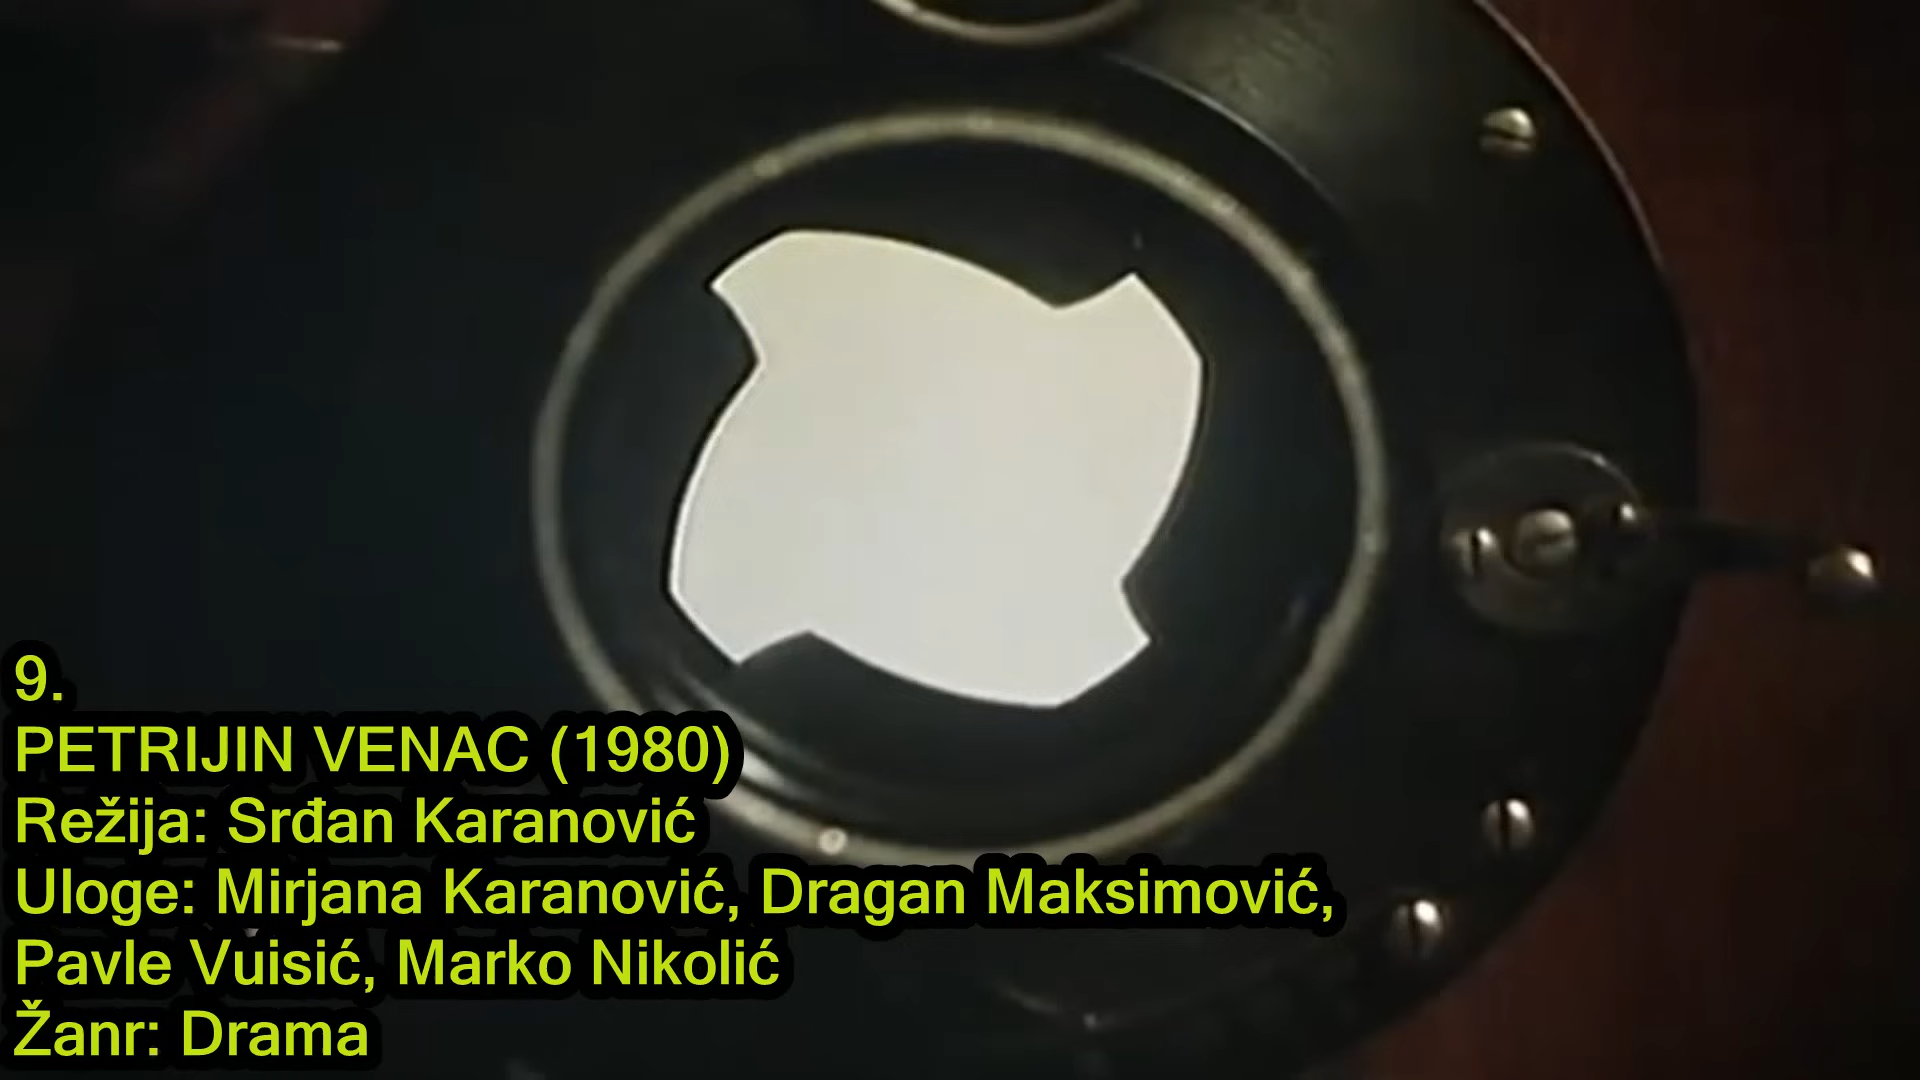 9.
PETRIJIN VENAC (1980)
Režija: Srđan Karanović
Uloge: Mirjana Karanović, Dragan Maksimović,
Pavle Vuisić, Marko Nikolić
Žanr: Drama